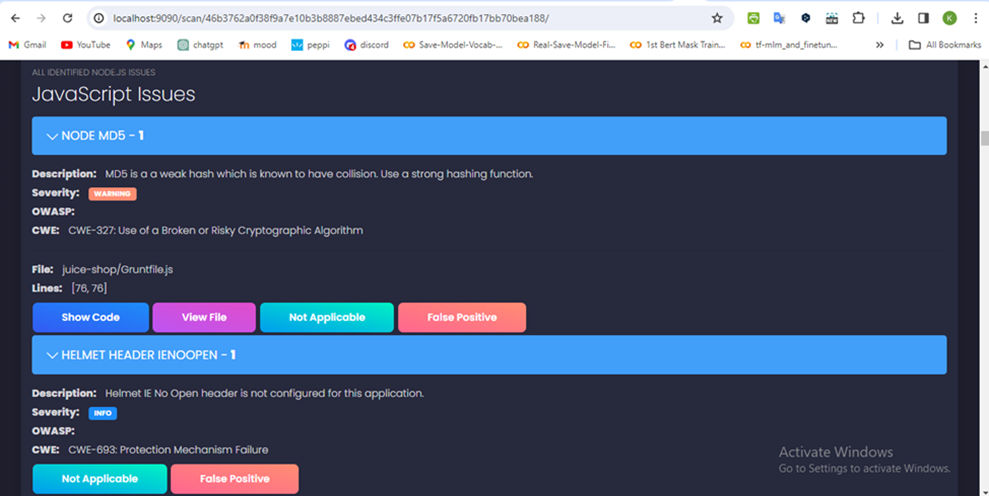 localhost:9090/scan/46b3762a0f38f9a7e10b3b8887ebed434c3ffe07b17f5a6720fb17bb70bea188/
K
Gmail YouTube Maps chatgpt mood peppi discord Save-Model-Vocab-... Real-Save-Model-Fi... 1st Bert Mask Train... tf-mlm_and_finetun... » All Bookmarks
ALL IDENTIFIED NODEJS ISSUES
JavaScript Issues
NODE MD5 - 1
Description: MD5 is a a weak hash which is known to have collision. Use a strong hashing function.
Severity: WARNING
OWASP:
CWE: CWE-327: Use of a Broken or Risky Cryptographic Algorithm
File: juice-shop/Gruntfile.js
Lines: [76, 76]
Show Code View File Not Applicable False Positive
HELMET HEADER IENOOPEN - 1
Description: Helmet IE No Open header is not configured for this application.
Severity: INFO
OWASP:
CWE: CWE-693: Protection Mechanism Failure
Activate Windows
Go to Settings to activate Windows.
Not Applicable False Positive